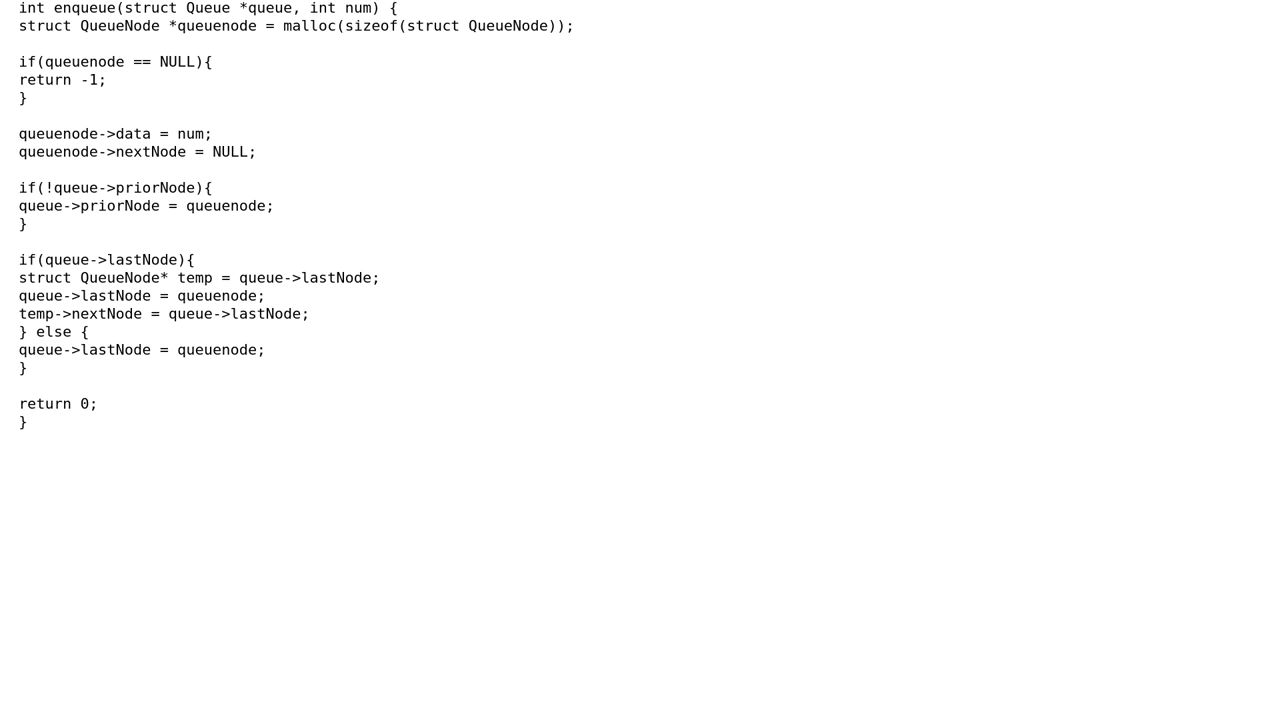 int enqueue(struct Queue *queue, int num) {
struct QueueNode *queuenode = malloc(sizeof(struct QueueNode));
if(queuenode == NULL){
return -1;
}
queuenode->data = num;
queuenode->nextNode = NULL;
if(!queue->priorNode){
queue->priorNode = queuenode;
}
if(queue->lastNode){
struct QueueNode* temp = queue->lastNode;
queue->lastNode = queuenode;
temp->nextNode = queue->lastNode;
} else {
queue->lastNode = queuenode;
}
return 0;
}